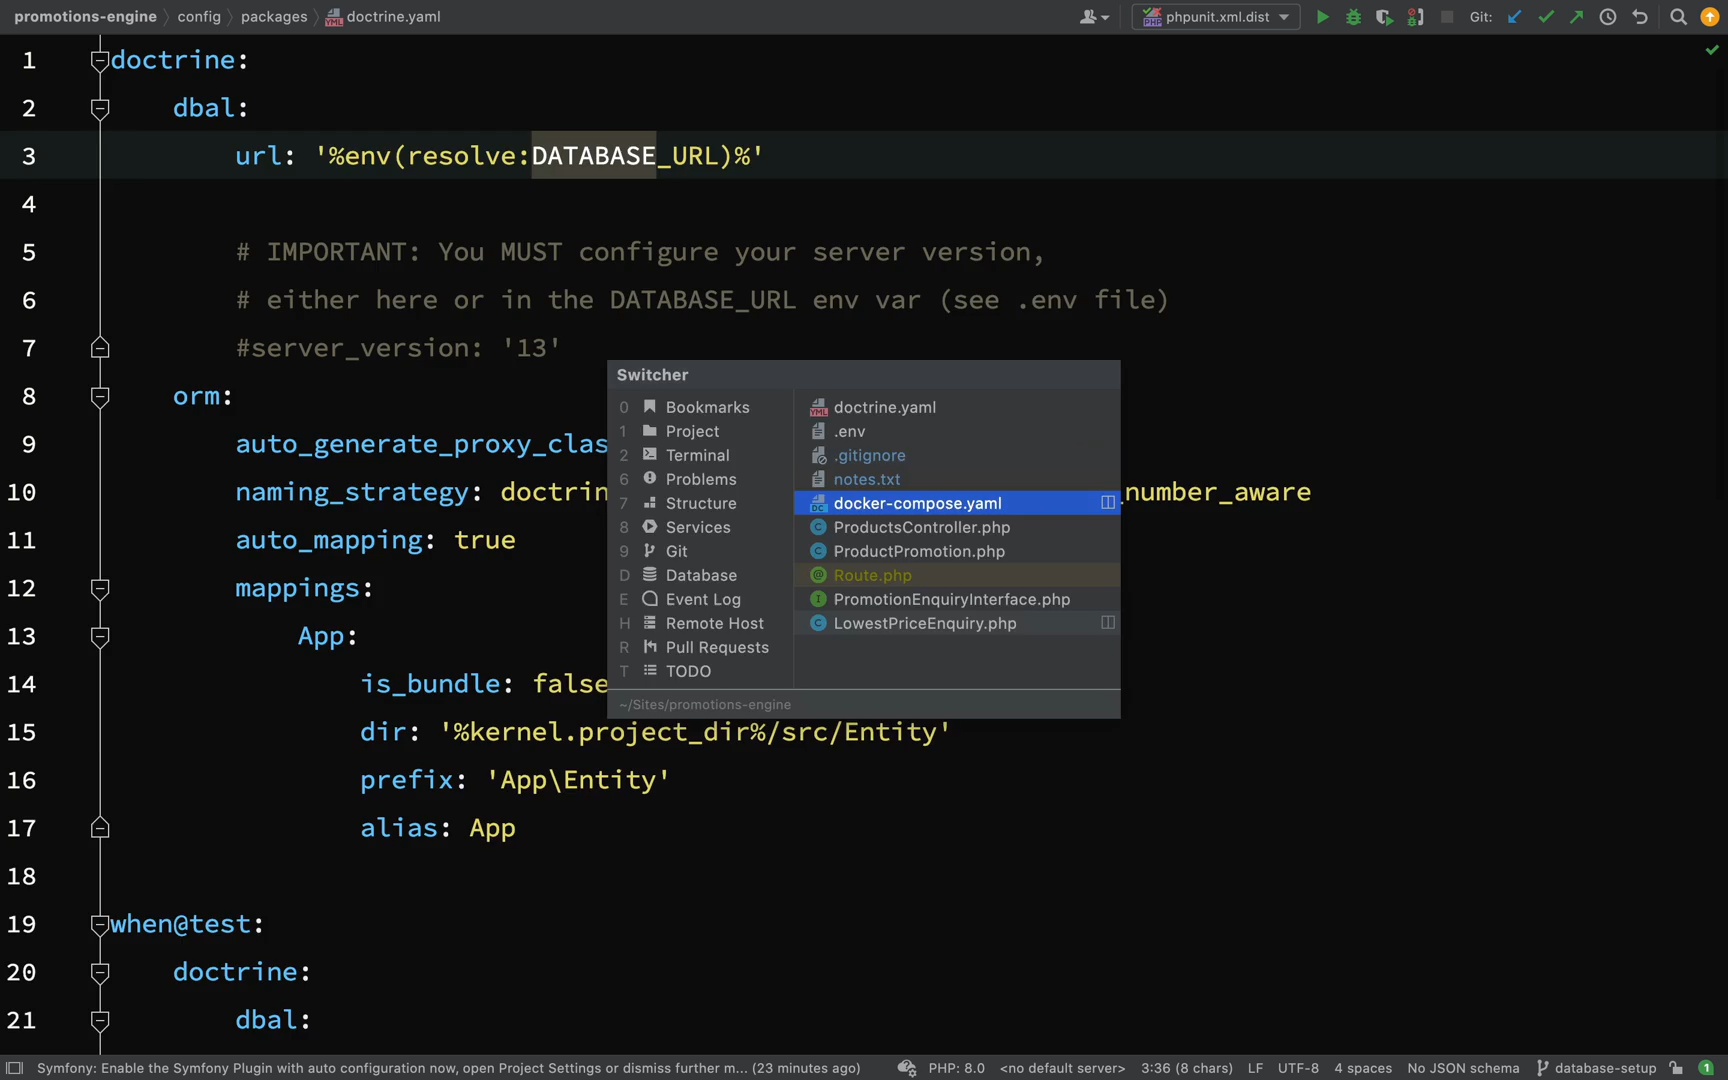 promotions-engine config packages doctrine.yaml phpunit.xml.dist Git:
1 doctrine:
2 dbal:
3 url: '%env(resolve:DATABASE_URL)%'
4
5 # IMPORTANT: You MUST configure your server version,
6 # either here or in the DATABASE_URL env var (see .env file)
7 #server_version: '13'
8 orm:
9 auto_generate_proxy_clas
10 naming_strategy: doctrin _number_aware
11 auto_mapping: true
12 mappings:
13 App:
14 is_bundle: false
15 dir: '%kernel.project_dir%/src/Entity'
16 prefix: 'App\Entity'
17 alias: App
18
19 when@test:
20 doctrine:
21 dbal:
Switcher
0 Bookmarks
1 Project
2 Terminal
6 Problems
7 Structure
8 Services
9 Git
D Database
E Event Log
H Remote Host
R Pull Requests
T TODO
doctrine.yaml
.env
.gitignore
notes.txt
docker-compose.yaml
ProductsController.php
ProductPromotion.php
Route.php
PromotionEnquiryInterface.php
LowestPriceEnquiry.php
~/Sites/promotions-engine
Symfony: Enable the Symfony Plugin with auto configuration now, open Project Settings or dismiss further m... (23 minutes ago) PHP: 8.0 <no default server> 3:36 (8 chars) LF UTF-8 4 spaces No JSON schema database-setup 1